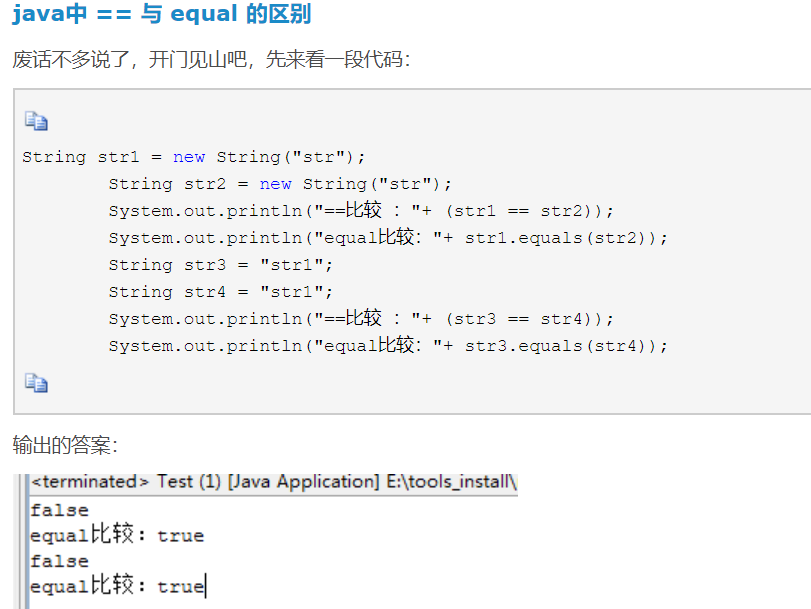 java中 == 与 equal 的区别
废话不多说了，开门见山吧，先来看一段代码：
String str1 = new String("str");
        String str2 = new String("str");
        System.out.println("==比较 ："+ (str1 == str2));
        System.out.println("equal比较："+ str1.equals(str2));
        String str3 = "str1";
        String str4 = "str1";
        System.out.println("==比较 ："+ (str3 == str4));
        System.out.println("equal比较："+ str3.equals(str4));
输出的答案：
<terminated> Test (1) [Java Application] E:\tools_install\
false
equal比较：true
false
equal比较：true